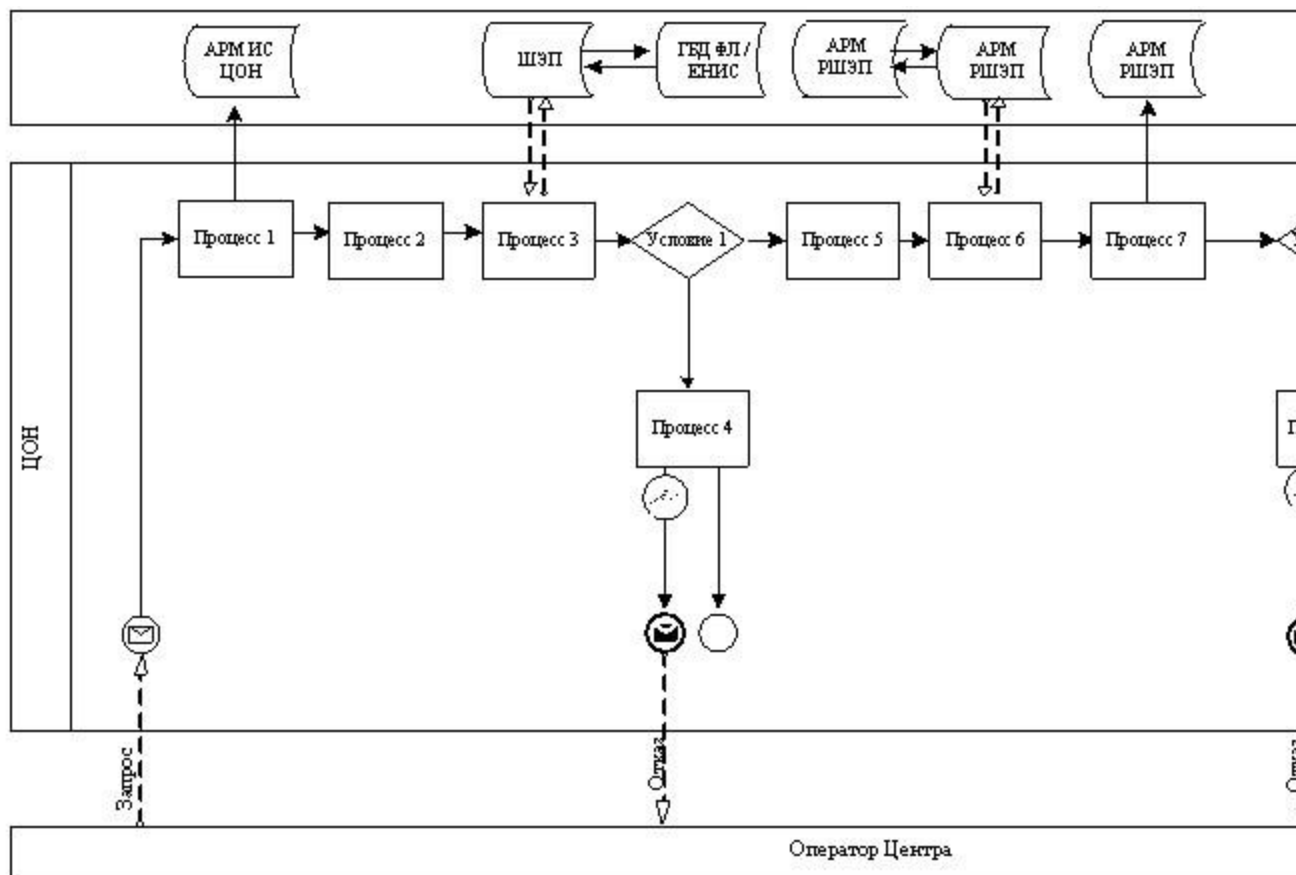 АРМ ИС
ЦОН
ШЭП
ГБД ФЛ /
ЕНИС
АРМ
РШЭП
АРМ
РШЭП
АРМ
РШЭП
ЦОН
Процесс 1
Процесс 2
Процесс 3
Условие 1
Процесс 5
Процесс 6
Процесс 7
Процесс 4
Запрос
Отказ
Отказ
Оператор Центра